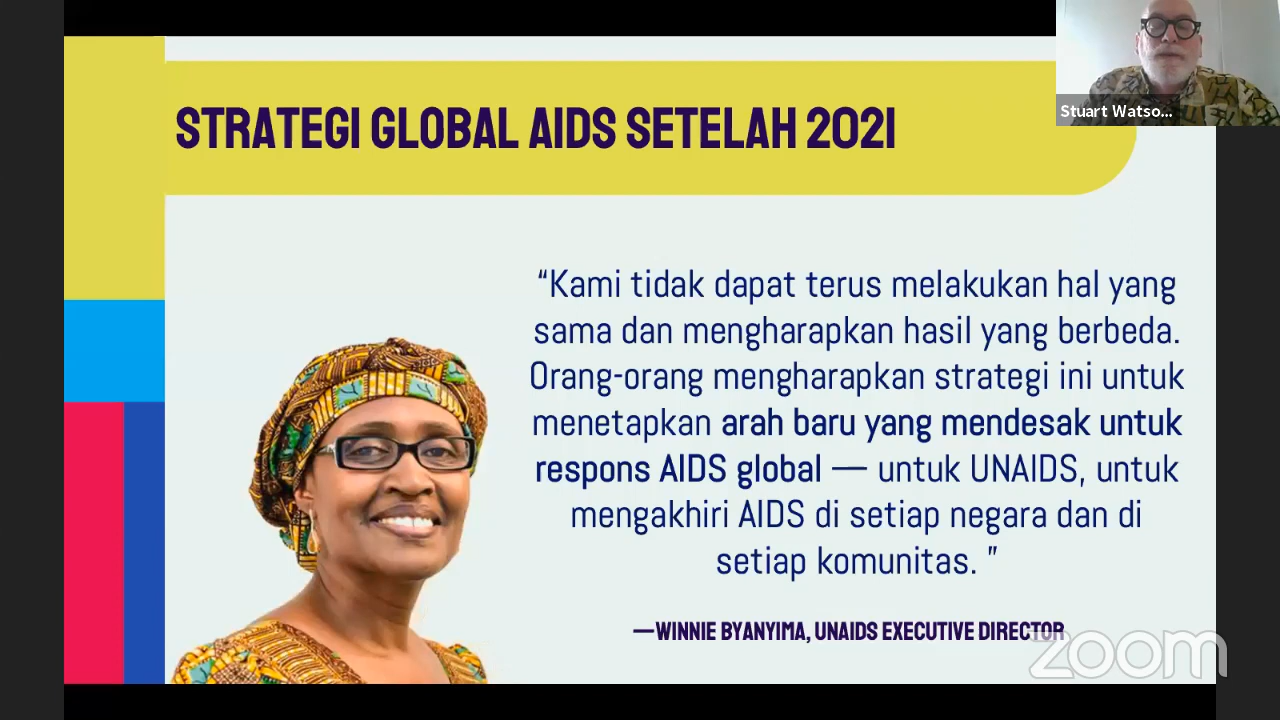 STRATEGI GLOBAL AIDS SETELAH 2021
Stuart Watso...
“Kami tidak dapat terus melakukan hal yang
sama dan mengharapkan hasil yang berbeda.
Orang-orang mengharapkan strategi ini untuk
menetapkan arah baru yang mendesak untuk
respons AIDS global — untuk UNAIDS, untuk
mengakhiri AIDS di setiap negara dan di
setiap komunitas. ”
—WINNIE BYANYIMA, UNAIDS EXECUTIVE DIRECTOR
zoom